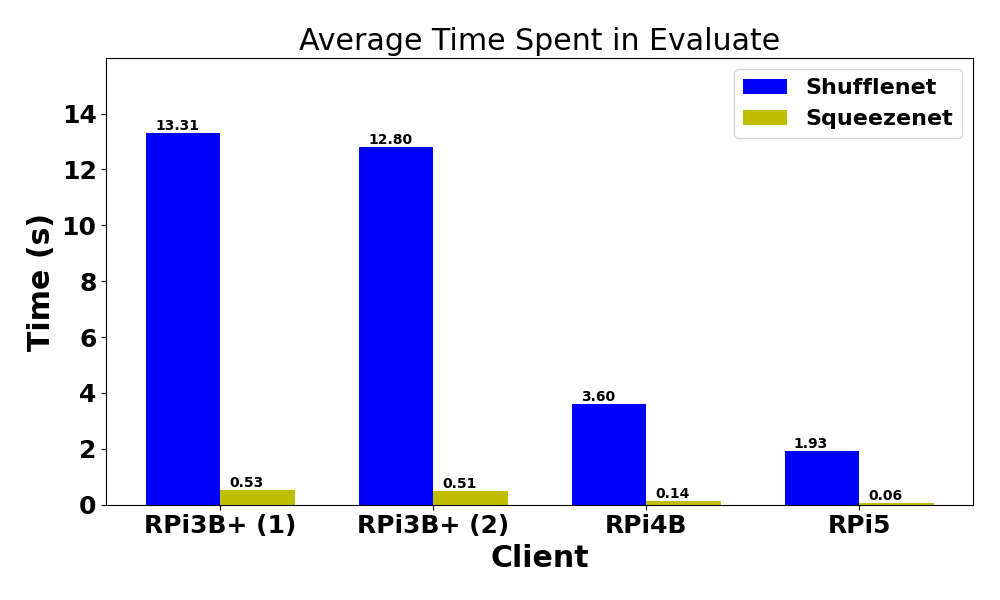 Average Time Spent in Evaluate
Shufflenet
Squeezenet
Time (s)
14
12
10
8
6
4
2
0
13.31
0.53
12.80
0.51
3.60
0.14
1.93
0.06
RPi3B+ (1)
RPi3B+ (2)
RPi4B
RPi5
Client